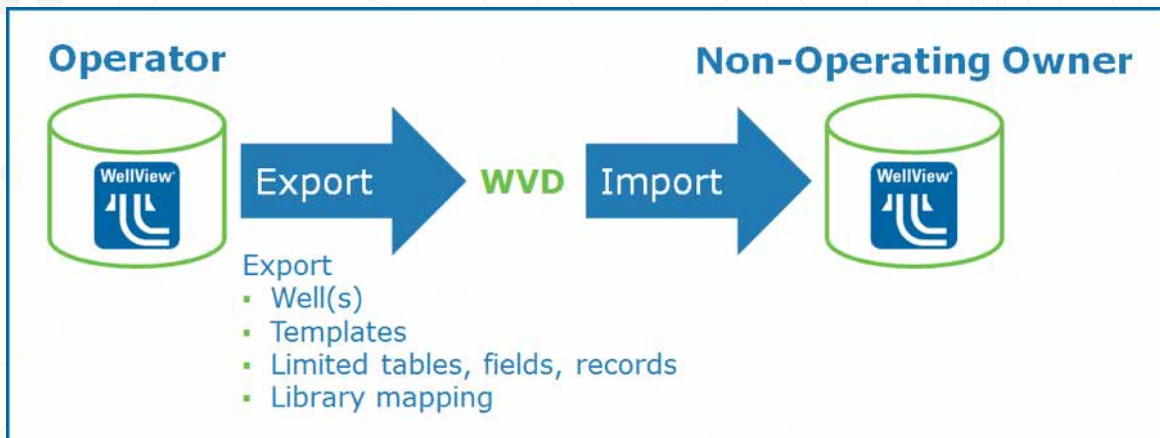 Operator
Non-Operating Owner
WellView
Export
WVD
Import
WellView
Export
▪ Well(s)
▪ Templates
▪ Limited tables, fields, records
▪ Library mapping